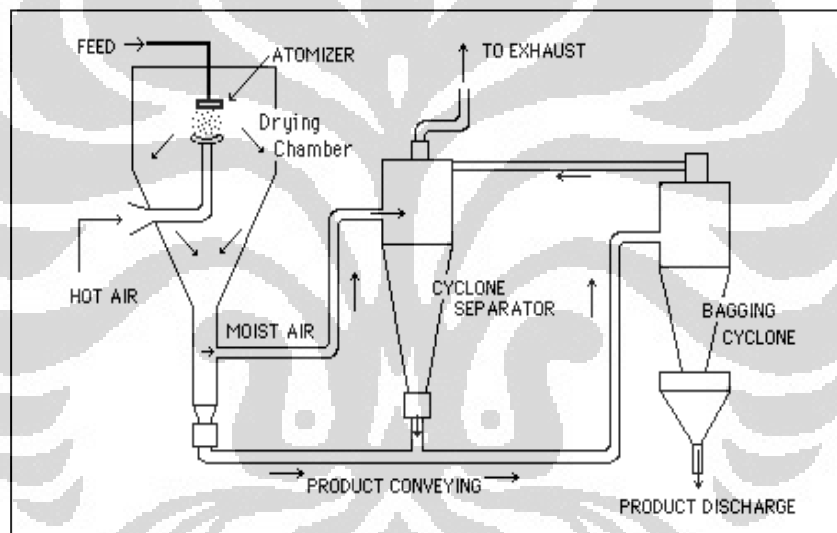 FEED
ATOMIZER
TO EXHAUST
Drying
Chamber
HOT AIR
MOIST AIR
CYCLONE
SEPARATOR
BAGGING
CYCLONE
PRODUCT CONVEYING
PRODUCT DISCHARGE